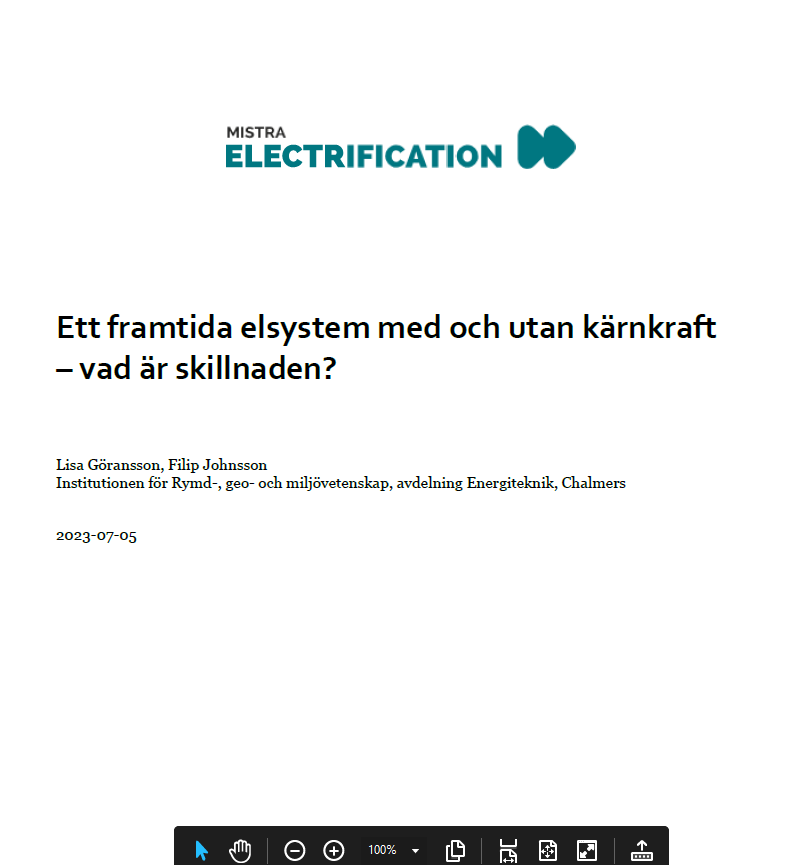 MISTRA
ELECTRIFICATION
Ett framtida elsystem med och utan kärnkraft
– vad är skillnaden?
Lisa Göransson, Filip Johnsson
Institutionen för Rymd-, geo- och miljövetenskap, avdelning Energiteknik, Chalmers
2023-07-05
100%